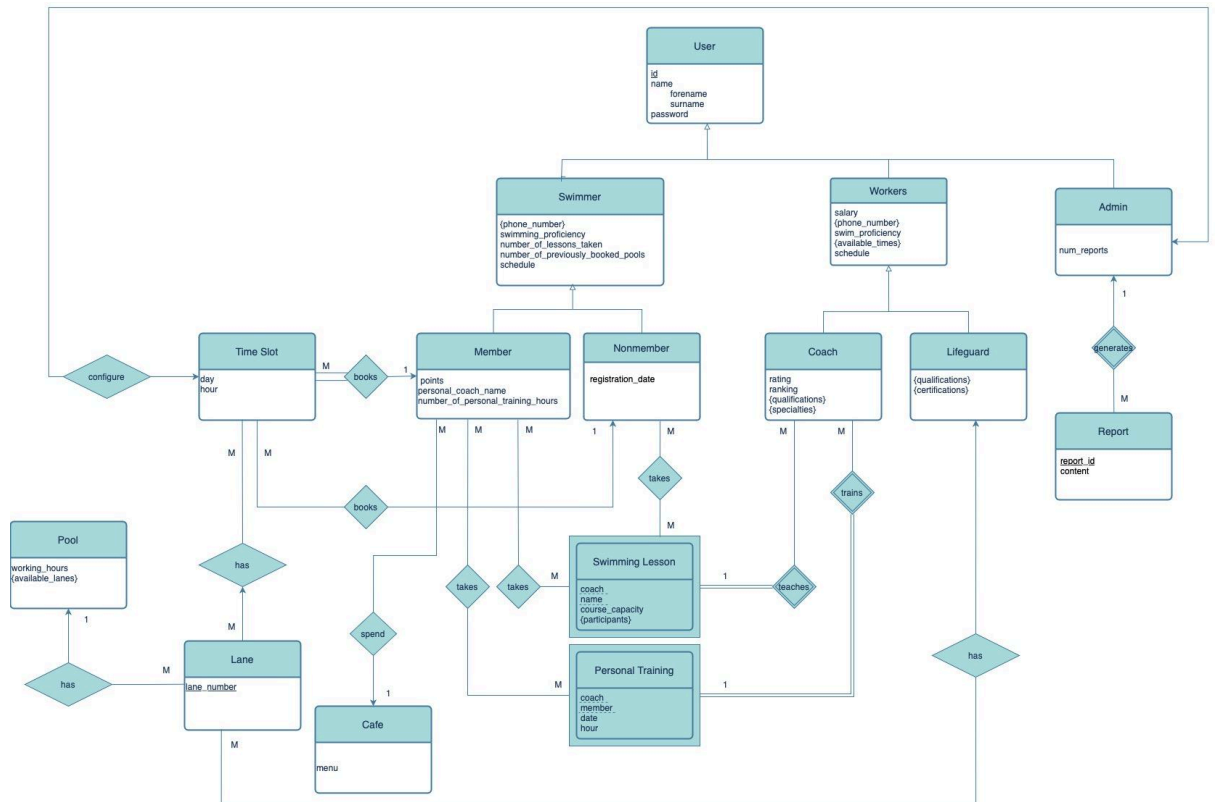 User
id
name
forename
surname
password
Swimmer
{phone_number}
swimming_proficiency
number_of_lessons_taken
number_of_previously_booked_pools
schedule
Workers
salary
{phone_number}
swim_proficiency
{available_times}
schedule
Admin
num_reports
1
generates
M
Report
report_id
content
configure
Time Slot
day
hour
M
books
1
Member
points
personal_coach_name
number_of_personal_training_hours
Nonmember
registration_date
Coach
rating
ranking
{qualifications}
{specialties}
Lifeguard
{qualifications}
{certifications}
M
M
M
M
M
1
M
M
M
books
takes
trains
M
Pool
working_hours
{available_lanes}
has
takes
takes
M
Swimming Lesson
coach
name
course_capacity
{participants}
1
teaches
1
M
spend
has
M
Lane
lane_number
has
M
1
M
Personal Training
coach
member
date
hour
1
has
Cafe
menu
M